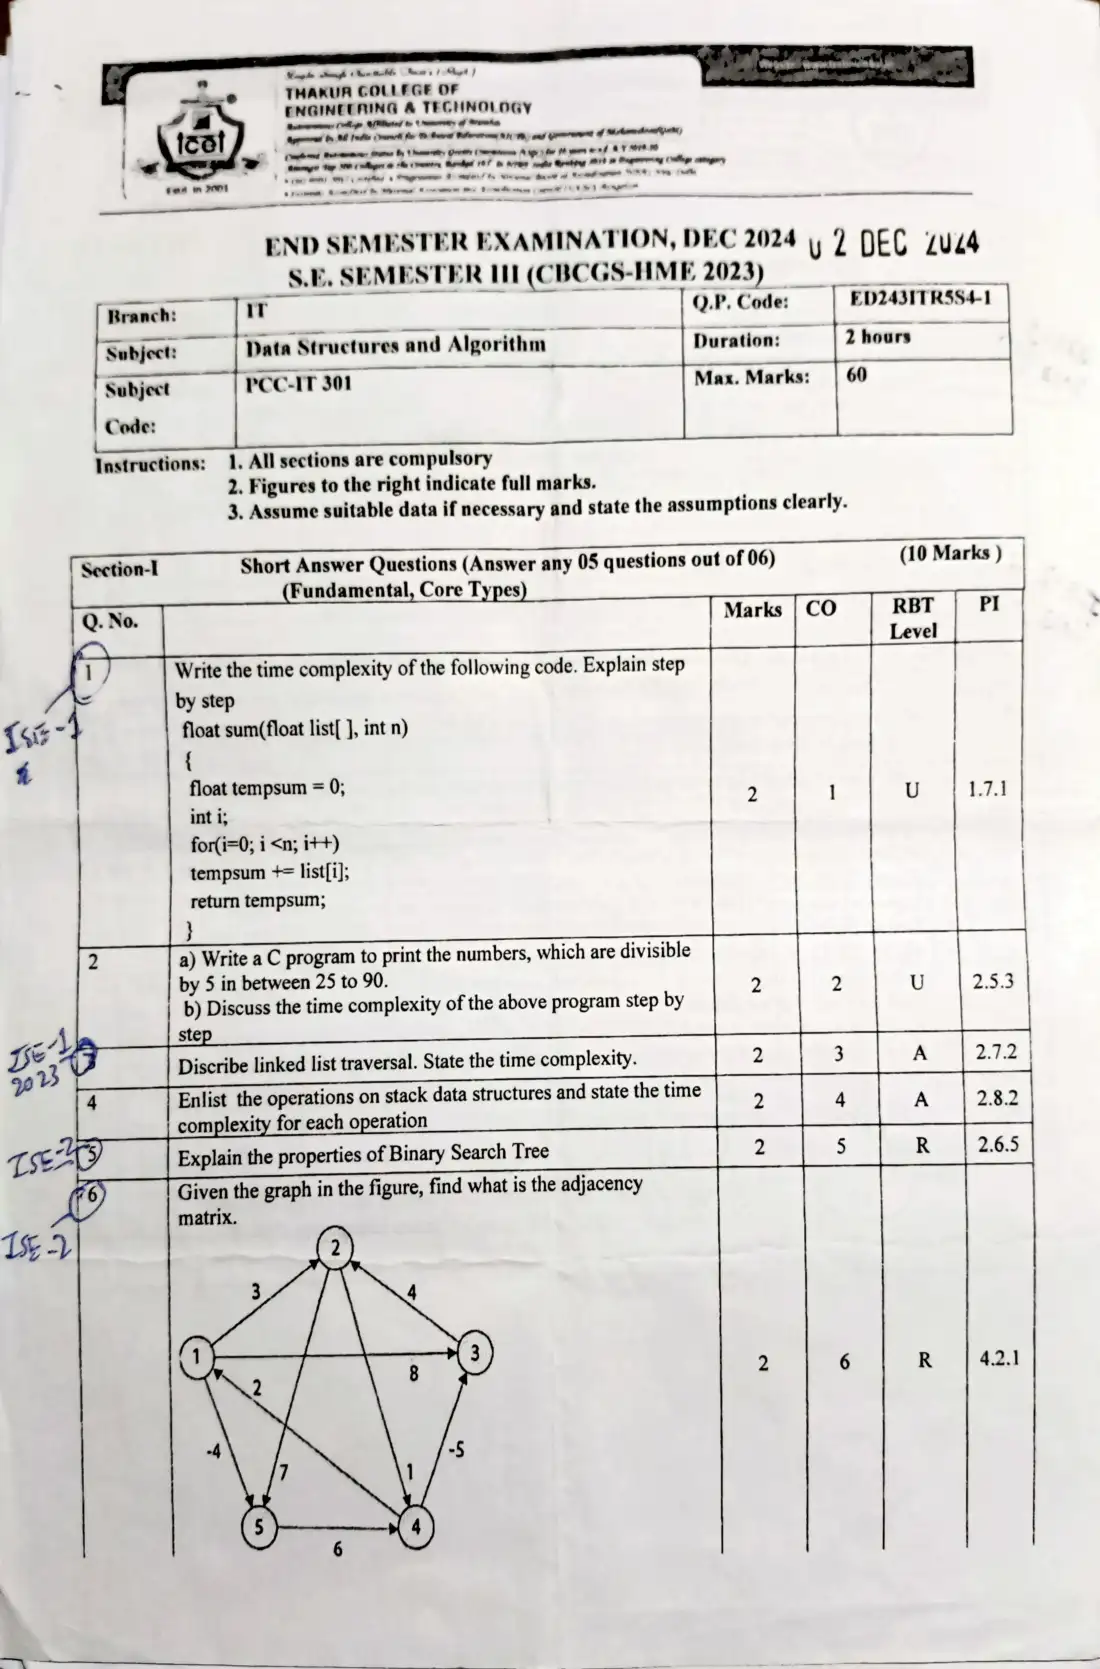 THAKUR COLLEGE OF
ENGINEERING & TECHNOLOGY
tcet
Estd. in 2001
END SEMESTER EXAMINATION, DEC 2024 02 DEC 2024
S.E. SEMESTER III (CBCGS-HME 2023)
Branch: IT Q.P. Code: ED243ITR5S4-1
Subject: Data Structures and Algorithm Duration: 2 hours
Subject Code: PCC-IT 301 Max. Marks: 60
Instructions: 1. All sections are compulsory
2. Figures to the right indicate full marks.
3. Assume suitable data if necessary and state the assumptions clearly.
Section-I Short Answer Questions (Answer any 05 questions out of 06) (10 Marks )
(Fundamental, Core Types)
Q. No. Marks CO RBT Level PI
1 Write the time complexity of the following code. Explain step
by step
ISE-1
float sum(float list[ ], int n)
{
float tempsum = 0;
int i; 2 1 U 1.7.1
for(i=0; i <n; i++)
tempsum += list[i];
return tempsum;
}
2 a) Write a C program to print the numbers, which are divisible
by 5 in between 25 to 90. 2 2 U 2.5.3
b) Discuss the time complexity of the above program step by
step
ISE-1
2023
3 Discribe linked list traversal. State the time complexity. 2 3 A 2.7.2
4 Enlist the operations on stack data structures and state the time
complexity for each operation 2 4 A 2.8.2
ISE-2
5 Explain the properties of Binary Search Tree 2 5 R 2.6.5
6 Given the graph in the figure, find what is the adjacency
matrix.
ISE-2
2
3 4
1 3
8
2
2 6 R 4.2.1
-4 7 1 -5
5 4
6